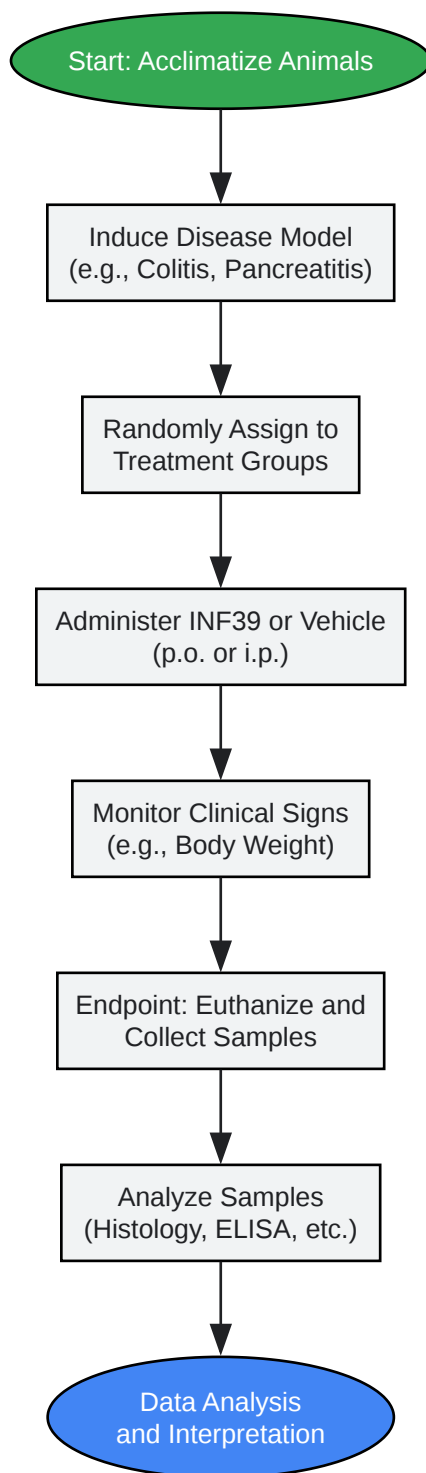 Start: Acclimatize Animals
Induce Disease Model
(e.g., Colitis, Pancreatitis)
Randomly Assign to
Treatment Groups
Administer INF39 or Vehicle
(p.o. or i.p.)
Monitor Clinical Signs
(e.g., Body Weight)
Endpoint: Euthanize and
Collect Samples
Analyze Samples
(Histology, ELISA, etc.)
Data Analysis
and Interpretation